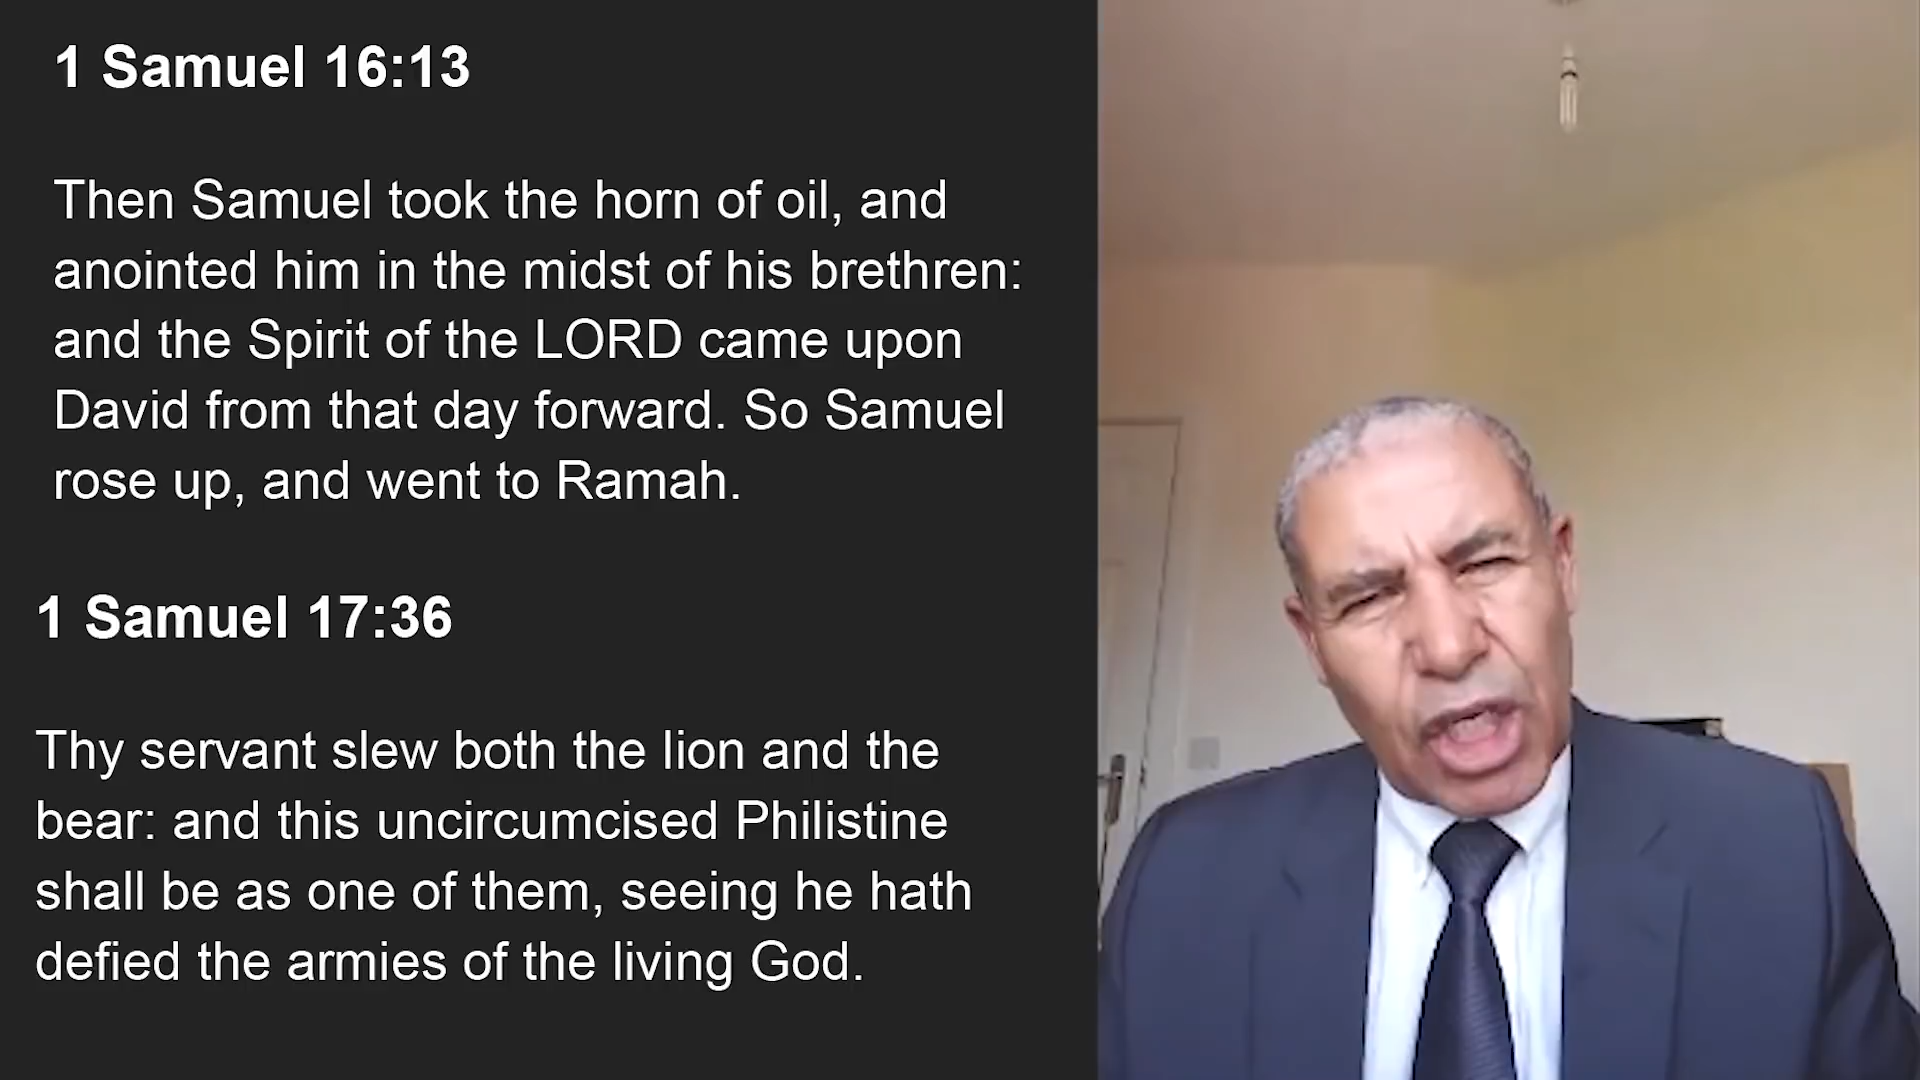 1 Samuel 16:13
Then Samuel took the horn of oil, and
anointed him in the midst of his brethren:
and the Spirit of the LORD came upon
David from that day forward. So Samuel
rose up, and went to Ramah.
1 Samuel 17:36
Thy servant slew both the lion and the
bear: and this uncircumcised Philistine
shall be as one of them, seeing he hath
defied the armies of the living God.